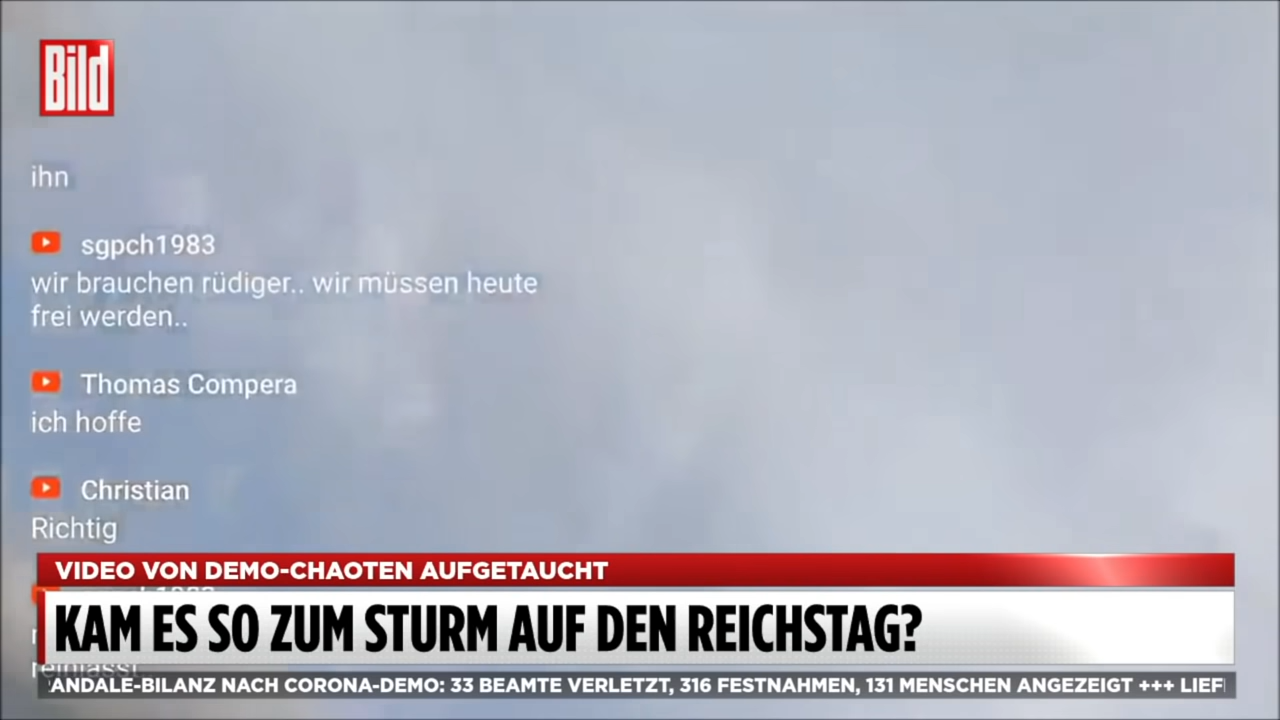 Bild
ihn
sgpch1983
wir brauchen rüdiger.. wir müssen heute
frei werden..
Thomas Compera
ich hoffe
Christian
Richtig
VIDEO VON DEMO-CHAOTEN AUFGETAUCHT
KAM ES SO ZUM STURM AUF DEN REICHSTAG?
reinlässt
ANDALE-BILANZ NACH CORONA-DEMO: 33 BEAMTE VERLETZT, 316 FESTNAHMEN, 131 MENSCHEN ANGEZEIGT +++ LIEF